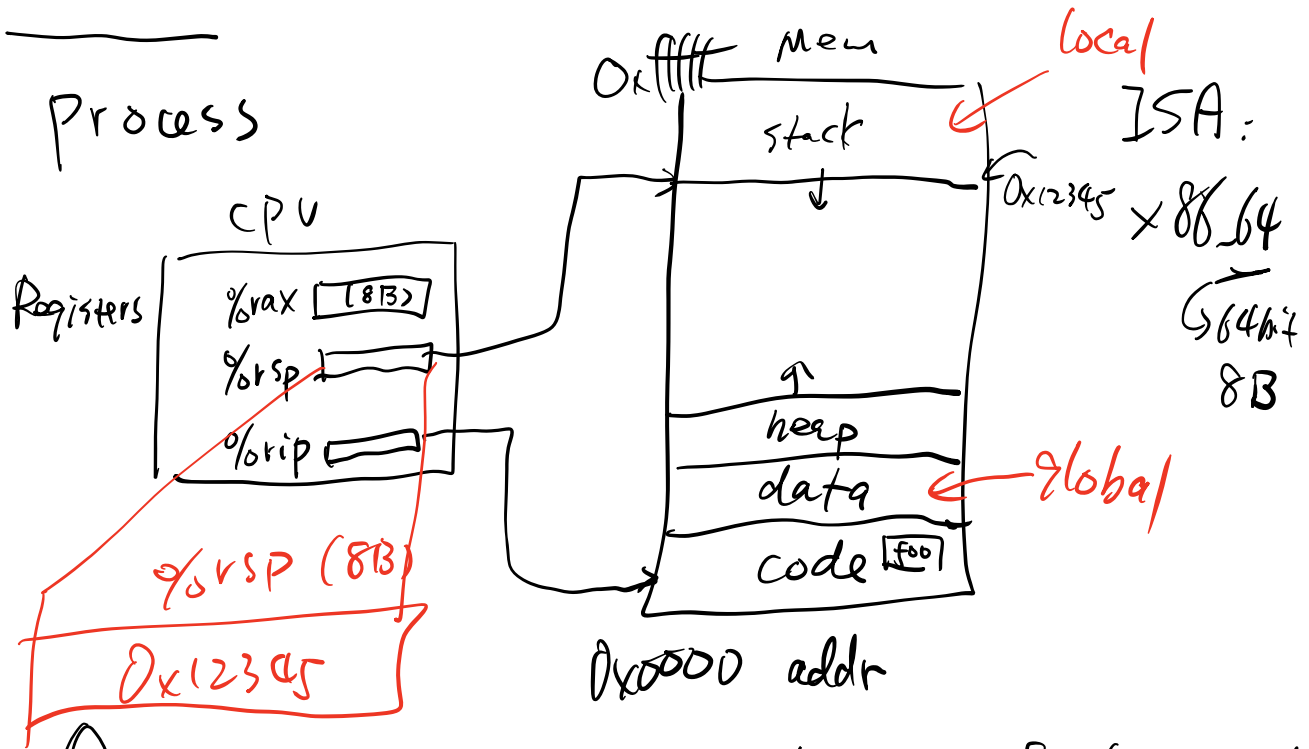 Process
CPU
Registers
%rax (8B)
%rsp
%rip
%rsp (8B)
0x12345
Mem
stack
heap
data
code foo
0x0000 addr
local
0x12345
global
ISA:
x86_64
64bit
8B